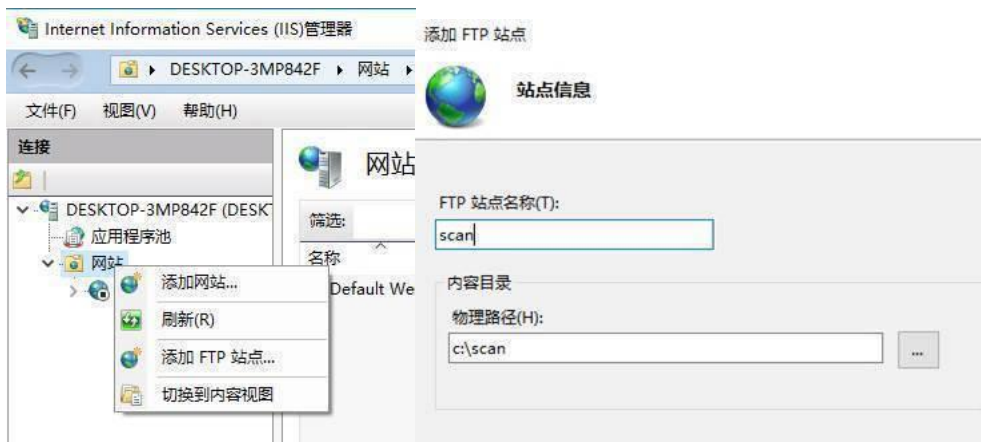 Internet Information Services (IIS)管理器
DESKTOP-3MP842F
网站
文件(F) 视图(V) 帮助(H)
连接
DESKTOP-3MP842F (DESKT
应用程序池
网站
添加网站...
刷新(R)
添加 FTP 站点...
切换到内容视图
网站
筛选:
名称
Default We
添加 FTP 站点
站点信息
FTP 站点名称(T):
scan
内容目录
物理路径(H):
c:\scan
...